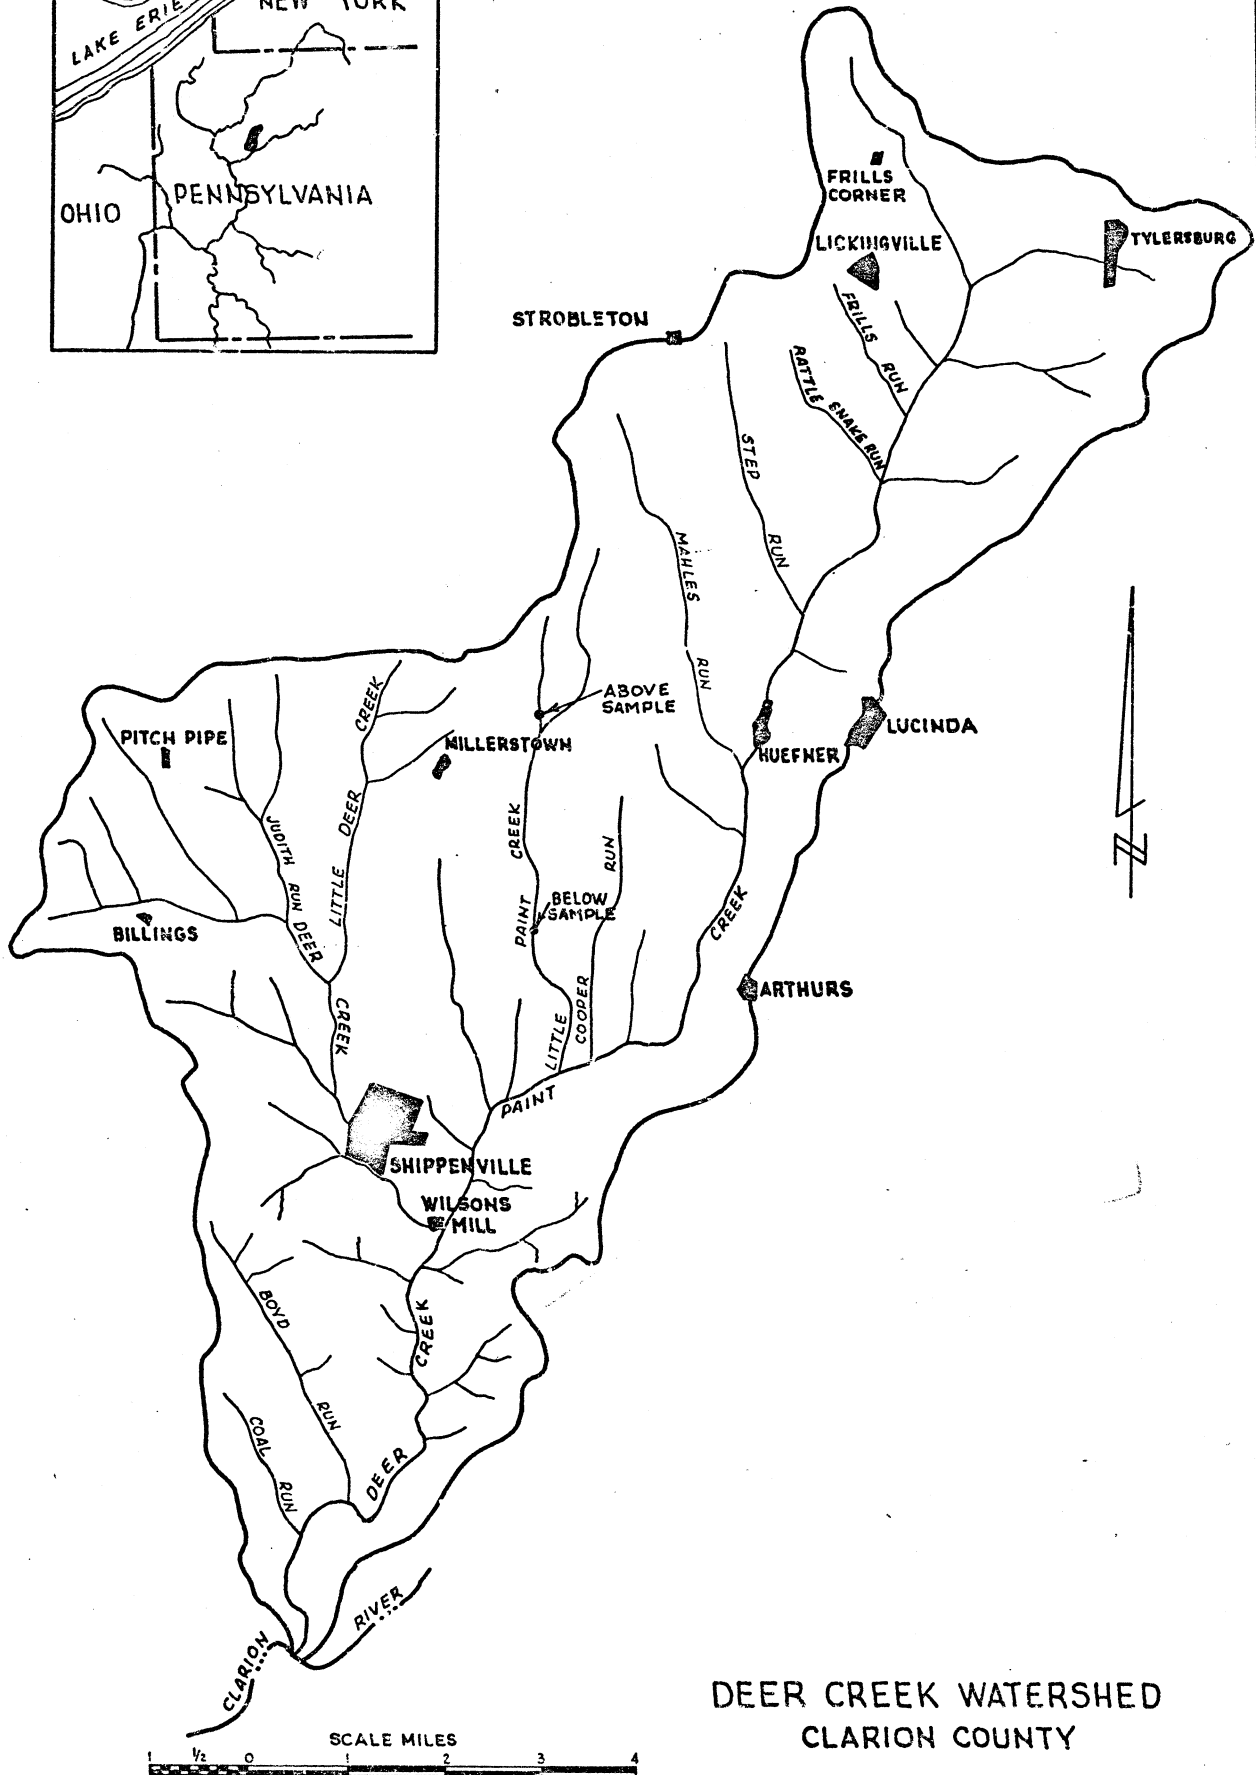 LAKE ERIE
NEW YORK
OHIO
PENNSYLVANIA
FRILLS
CORNER
LICKINGVILLE
TYLERSBURG
STROBLETON
FRILLS RUN
RATTLE SNAKE RUN
STEP RUN
MAHLES RUN
ABOVE
SAMPLE
LITTLE DEER CREEK
PITCH PIPE
MILLERSTOWN
HUEFNER
LUCINDA
JUDITH RUN
LITTLE PAINT CREEK
COOPER RUN
BELOW
SAMPLE
BILLINGS
DEER CREEK
PAINT CREEK
ARTHURS
SHIPPENVILLE
WILSONS
MILL
BOYD RUN
DEER CREEK
COAL RUN
CLARION RIVER
N
DEER CREEK WATERSHED
CLARION COUNTY
SCALE MILES
1 1/2 0 1 2 3 4